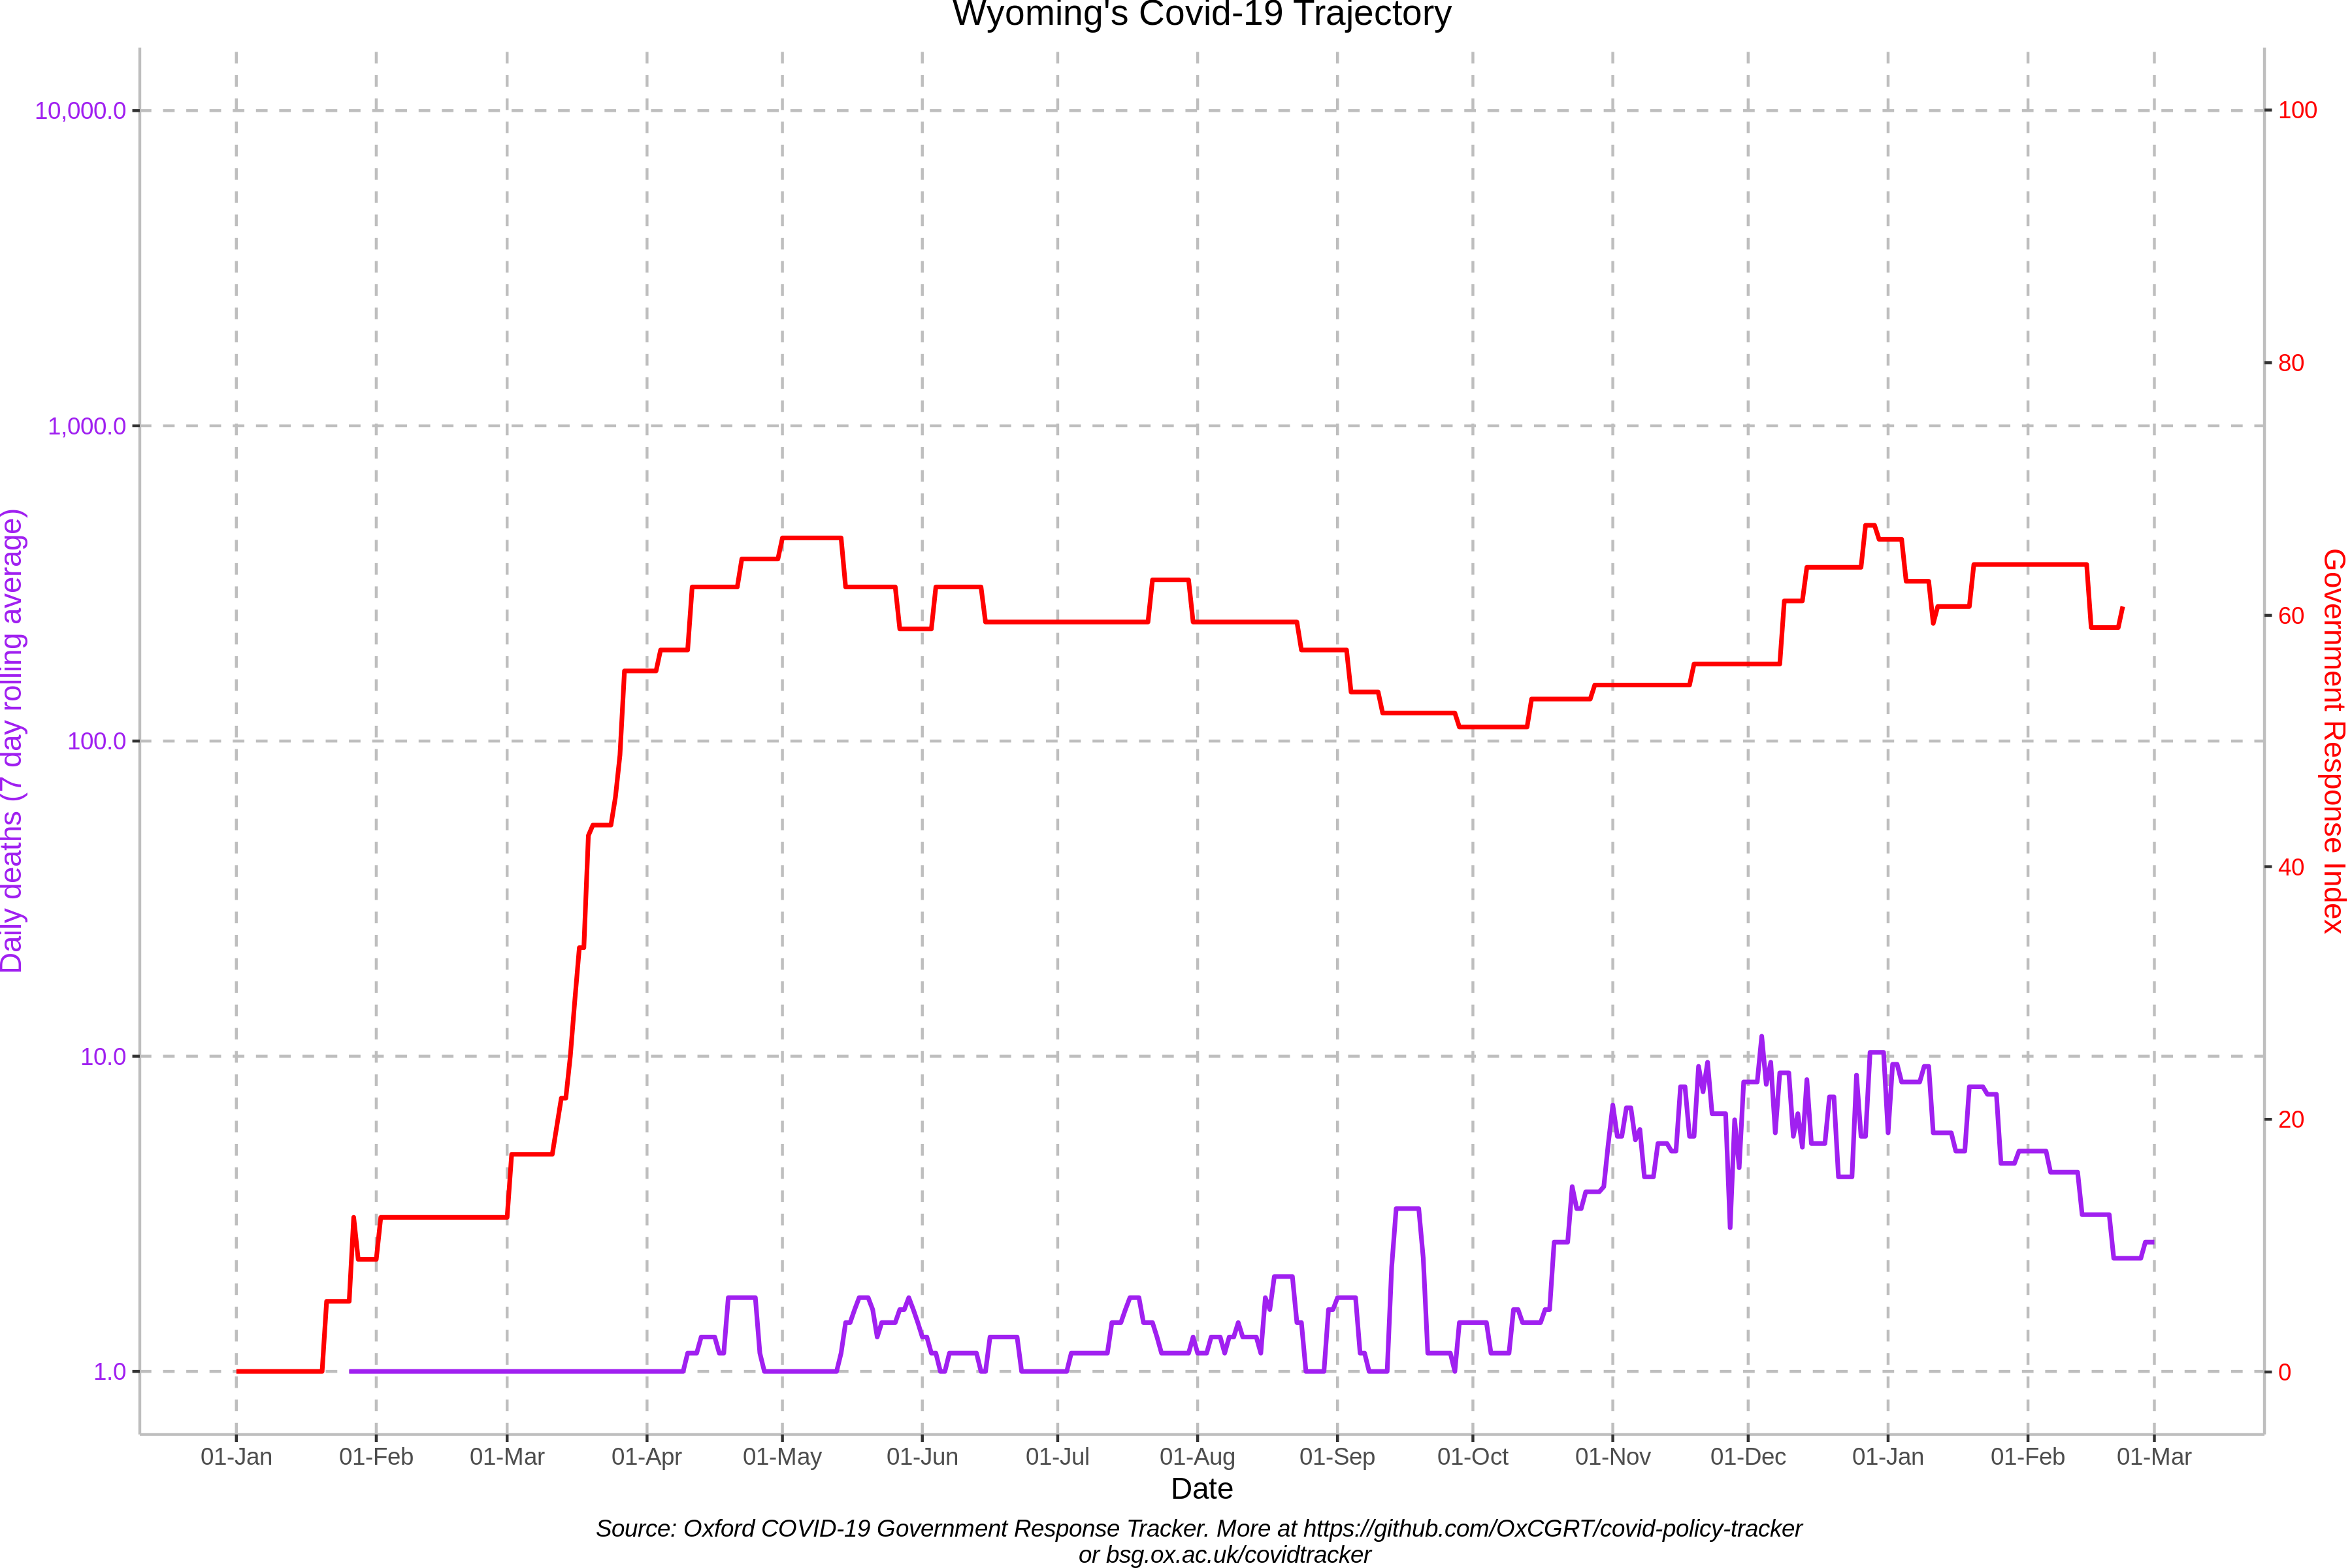 Wyoming's Covid-19 Trajectory
10,000.0
1,000.0
100.0
10.0
1.0
Daily deaths (7 day rolling average)
100
80
60
40
20
0
Government Response Index
01-Jan 01-Feb 01-Mar 01-Apr 01-May 01-Jun 01-Jul 01-Aug 01-Sep 01-Oct 01-Nov 01-Dec 01-Jan 01-Feb 01-Mar
Date
Source: Oxford COVID-19 Government Response Tracker. More at https://github.com/OxCGRT/covid-policy-tracker
or bsg.ox.ac.uk/covidtracker